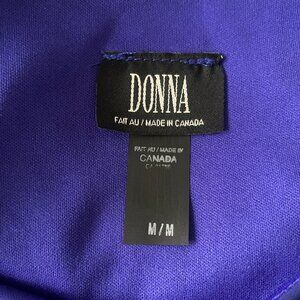 DONNA
FAIT AU / MADE IN CANADA
FAIT AU / MADE IN
CANADA
M / M